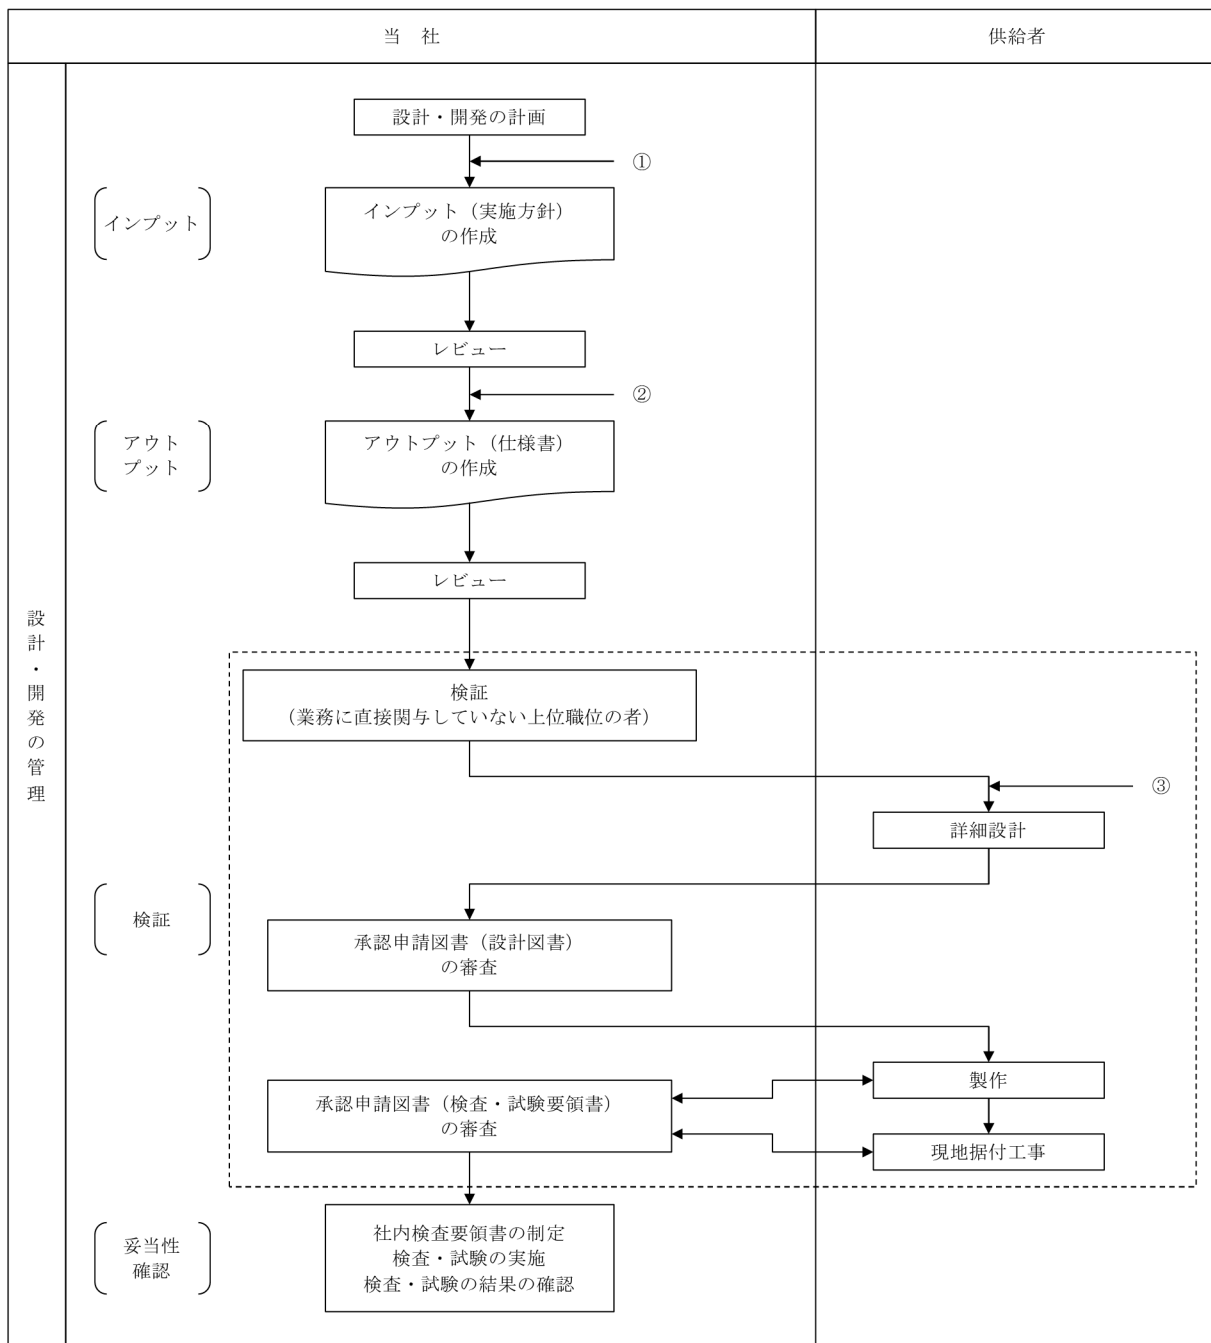 当　社
供給者
設計・開発の計画
①
インプット
インプット（実施方針）
の作成
レビュー
②
アウト
プット
アウトプット（仕様書）
の作成
レビュー
設計・開発の管理
検証
（業務に直接関与していない上位職位の者）
③
詳細設計
検証
承認申請図書（設計図書）
の審査
製作
承認申請図書（検査・試験要領書）
の審査
現地据付工事
妥当性
確認
社内検査要領書の制定
検査・試験の実施
検査・試験の結果の確認